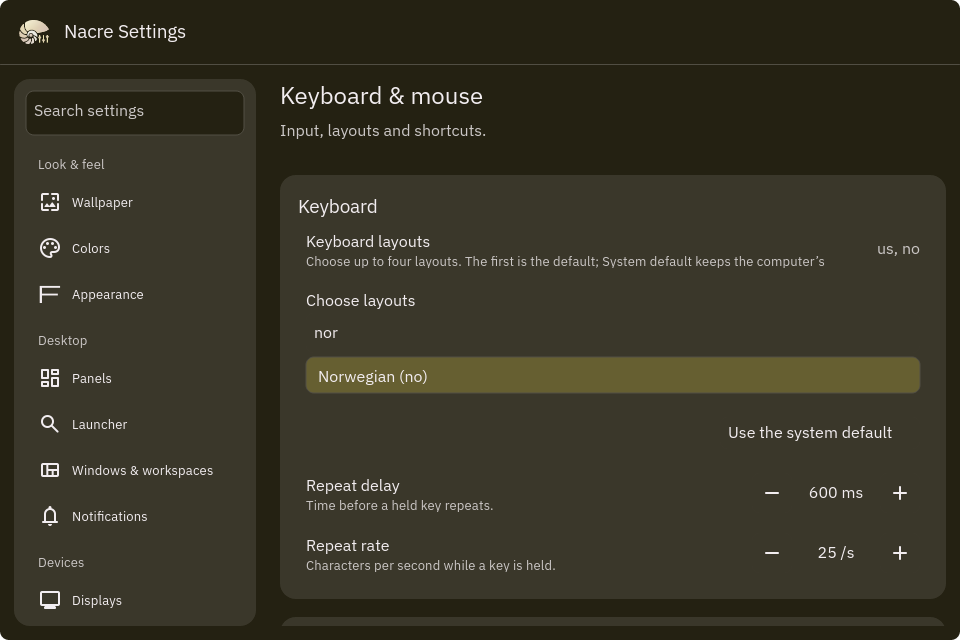 Nacre Settings
Search settings
Look & feel
Wallpaper
Colors
Appearance
Desktop
Panels
Launcher
Windows & workspaces
Notifications
Devices
Displays
Keyboard & mouse
Input, layouts and shortcuts.
Keyboard
Keyboard layouts
Choose up to four layouts. The first is the default; System default keeps the computer’s
us, no
Choose layouts
nor
Norwegian (no)
Use the system default
Repeat delay
Time before a held key repeats.
600 ms
Repeat rate
Characters per second while a key is held.
25 /s